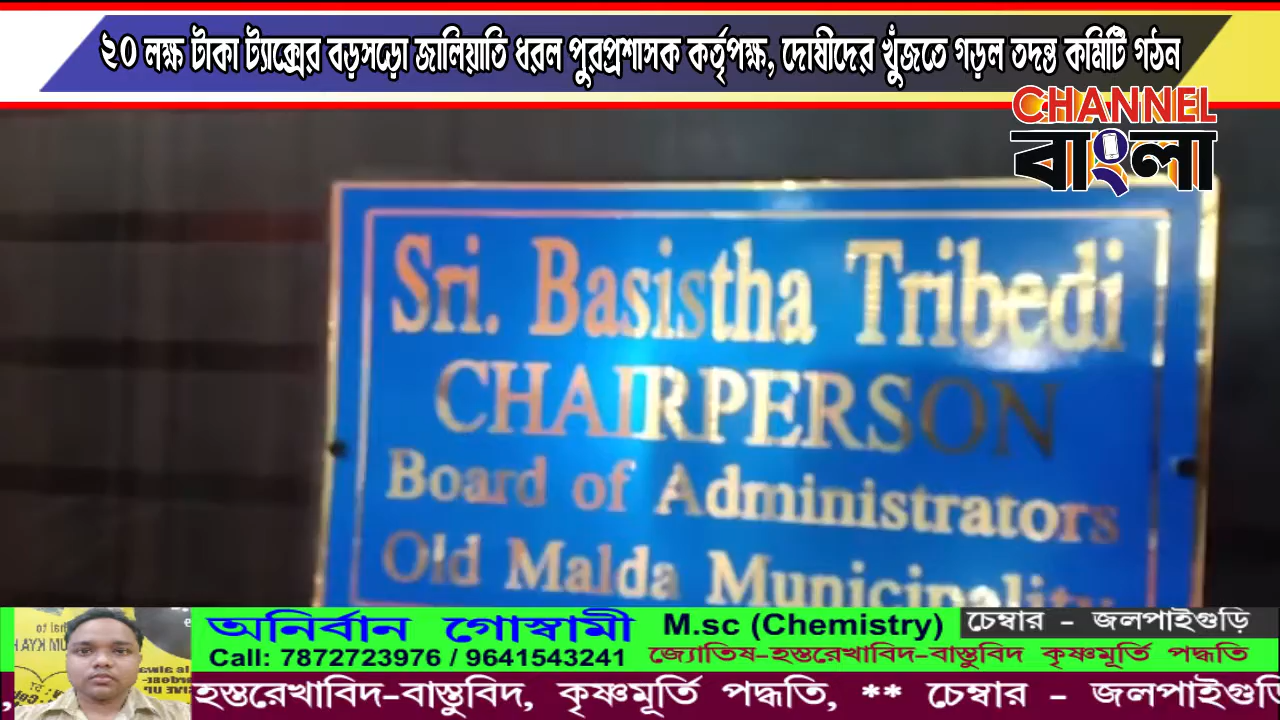 ২০ লক্ষ টাকা ট্যাক্সের বড়সড়ো জালিয়াতি ধরল পুরপ্রশাসক কর্তৃপক্ষ, দোষীদের খুঁজতে গড়ল তদন্ত কমিটি গঠন
CHANNEL
বাংলা
Sri. Basistha Tribedi
CHAIRPERSON
Board of Administrators
Old Malda Municipality
অনির্বান গোস্বামী M.sc (Chemistry) চেম্বার - জলপাইগুড়ি
Call: 7872723976 / 9641543241 জ্যোতিষ-হস্তরেখাবিদ-বাস্তুবিদ কৃষ্ণমূর্তি পদ্ধতি
হস্তরেখাবিদ-বাস্তুবিদ, কৃষ্ণমূর্তি পদ্ধতি, ** চেম্বার - জলপাইগুড়ি